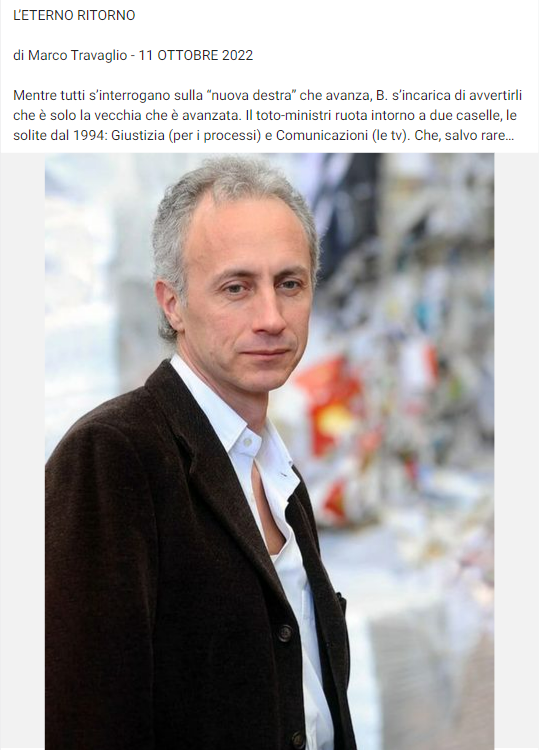 L’ETERNO RITORNO
di Marco Travaglio - 11 OTTOBRE 2022
Mentre tutti s’interrogano sulla “nuova destra” che avanza, B. s’incarica di avvertirli
che è solo la vecchia che è avanzata. Il toto-ministri ruota intorno a due caselle, le
solite dal 1994: Giustizia (per i processi) e Comunicazioni (le tv). Che, salvo rare...